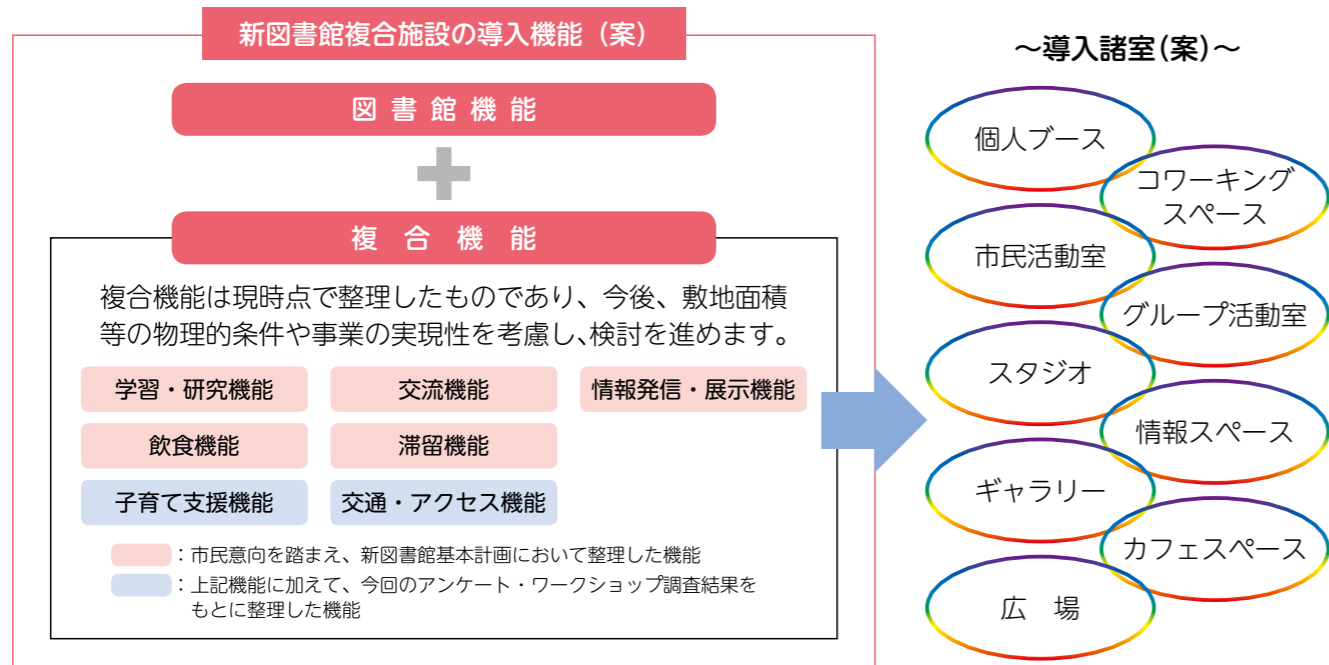 新図書館複合施設の導入機能（案）
図書館機能
複合機能
複合機能は現時点で整理したものであり、今後、敷地面積
等の物理的条件や事業の実現性を考慮し、検討を進めます。
学習・研究機能
交流機能
情報発信・展示機能
飲食機能
滞留機能
子育て支援機能
交通・アクセス機能
：市民意向を踏まえ、新図書館基本計画において整理した機能
：上記機能に加えて、今回のアンケート・ワークショップ調査結果を
もとに整理した機能
～導入諸室（案）～
個人ブース
コワーキング
スペース
市民活動室
グループ活動室
スタジオ
情報スペース
ギャラリー
カフェスペース
広　場